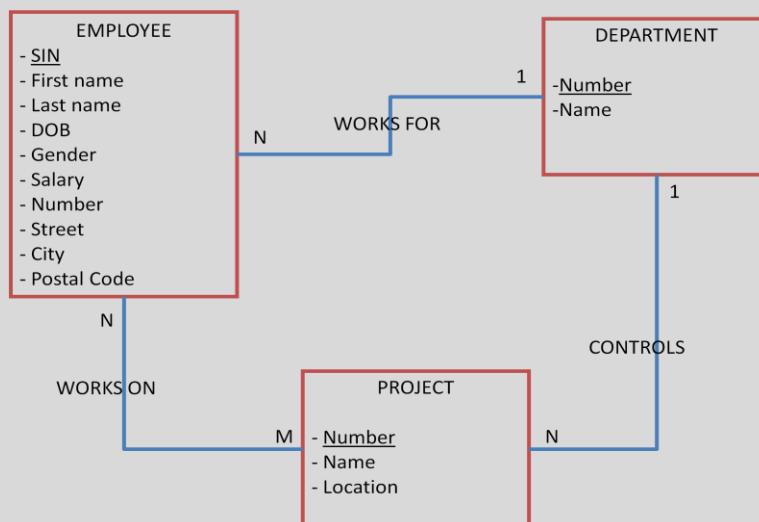 EMPLOYEE
- SIN
- First name
- Last name
- DOB
- Gender
- Salary
- Number
- Street
- City
- Postal Code
N
WORKS FOR
1
DEPARTMENT
-Number
-Name
1
CONTROLS
N
N
WORKS ON
M
PROJECT
- Number
- Name
- Location